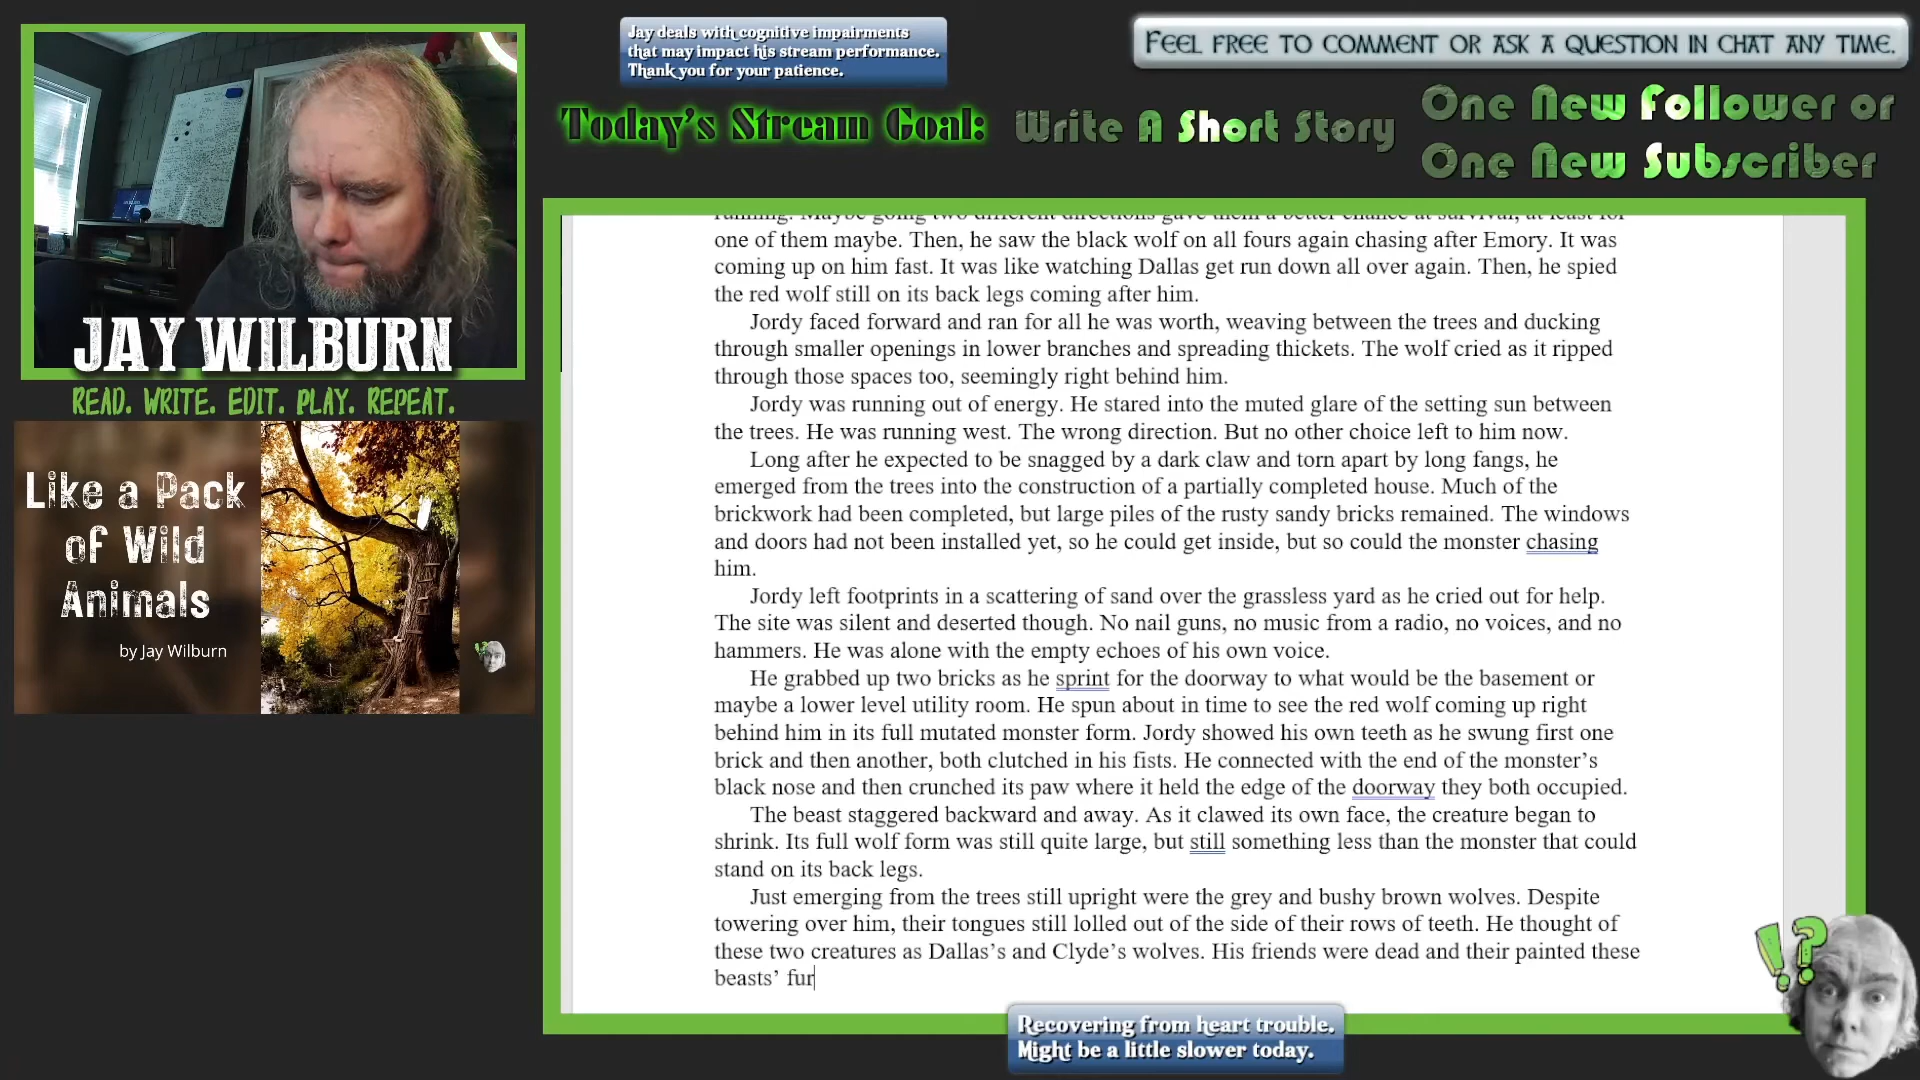 Jay deals with cognitive impairments
that may impact his stream performance.
Thank you for your patience.
FEEL FREE TO COMMENT OR ASK A QUESTION IN CHAT ANY TIME.
Today's Stream Goal:
Write A Short Story
One New Follower or
One New Subscriber
JAY WILBURN
READ. WRITE. EDIT. PLAY. REPEAT.
Like a Pack
of Wild
Animals
by Jay Wilburn
running. Maybe going two different directions gave them a better chance at survival, at least for
one of them maybe. Then, he saw the black wolf on all fours again chasing after Emory. It was
coming up on him fast. It was like watching Dallas get run down all over again. Then, he spied
the red wolf still on its back legs coming after him.
Jordy faced forward and ran for all he was worth, weaving between the trees and ducking
through smaller openings in lower branches and spreading thickets. The wolf cried as it ripped
through those spaces too, seemingly right behind him.
Jordy was running out of energy. He stared into the muted glare of the setting sun between
the trees. He was running west. The wrong direction. But no other choice left to him now.
Long after he expected to be snagged by a dark claw and torn apart by long fangs, he
emerged from the trees into the construction of a partially completed house. Much of the
brickwork had been completed, but large piles of the rusty sandy bricks remained. The windows
and doors had not been installed yet, so he could get inside, but so could the monster chasing
him.
Jordy left footprints in a scattering of sand over the grassless yard as he cried out for help.
The site was silent and deserted though. No nail guns, no music from a radio, no voices, and no
hammers. He was alone with the empty echoes of his own voice.
He grabbed up two bricks as he sprint for the doorway to what would be the basement or
maybe a lower level utility room. He spun about in time to see the red wolf coming up right
behind him in its full mutated monster form. Jordy showed his own teeth as he swung first one
brick and then another, both clutched in his fists. He connected with the end of the monster’s
black nose and then crunched its paw where it held the edge of the doorway they both occupied.
The beast staggered backward and away. As it clawed its own face, the creature began to
shrink. Its full wolf form was still quite large, but still something less than the monster that could
stand on its back legs.
Just emerging from the trees still upright were the grey and bushy brown wolves. Despite
towering over him, their tongues still lolled out of the side of their rows of teeth. He thought of
these two creatures as Dallas’s and Clyde’s wolves. His friends were dead and their painted these
beasts’ fur
!?
Recovering from heart trouble.
Might be a little slower today.